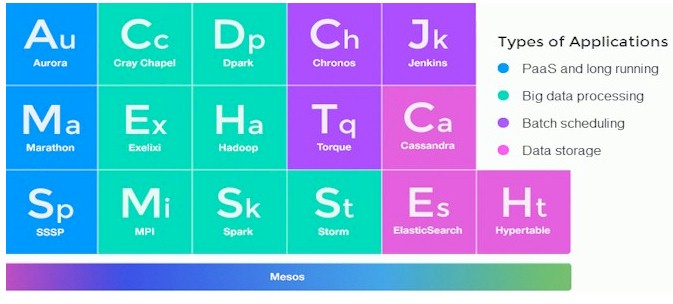 Au Cc Dp Ch Jk
Aurora Cray Chapel Dpark Chronos Jenkins
Ma Ex Ha Tq Ca
Marathon Exelixi Hadoop Torque Cassandra
Sp Mi Sk St Es Ht
SSSP MPI Spark Storm ElasticSearch Hypertable
Mesos
Types of Applications
PaaS and long running
Big data processing
Batch scheduling
Data storage